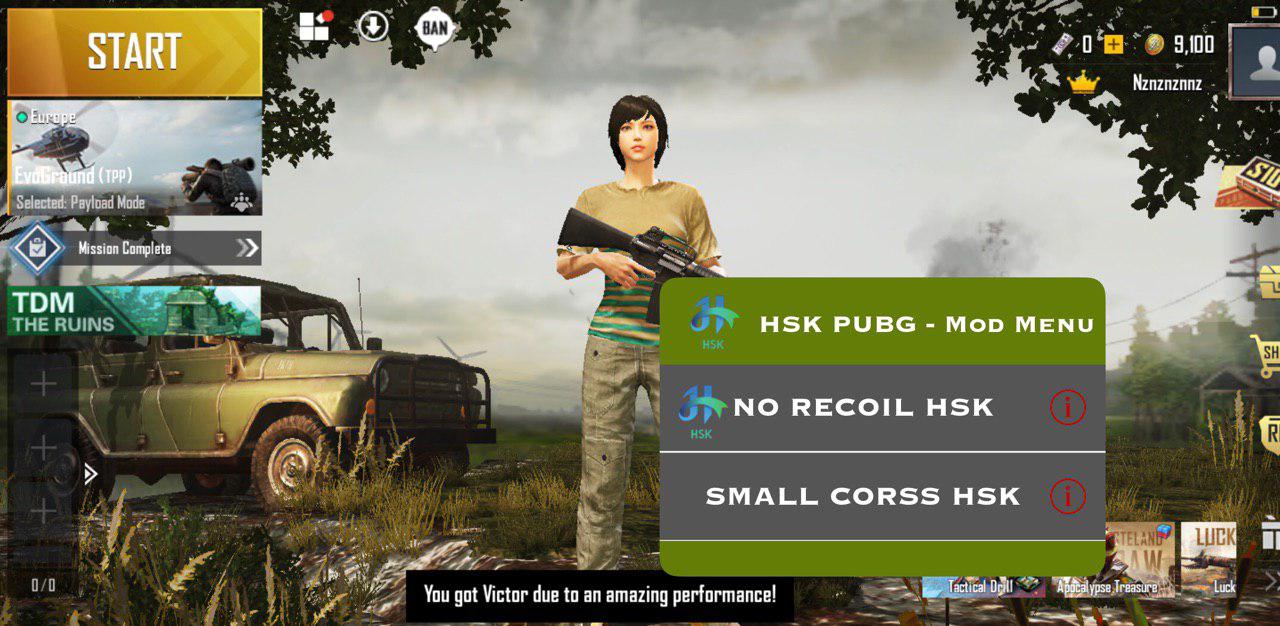 START
BAN
0
9,100
Nznznznnz
Europe
EvoGround (TPP)
Selected: Payload Mode
Mission Complete
TDM
THE RUINS
HSK
HSK PUBG - Mod Menu
HSK
NO RECOIL HSK
SMALL CORSS HSK
0/0
You got Victor due to an amazing performance!
LUCK
Tactical Drill
Apocalypse Treasure
Luck